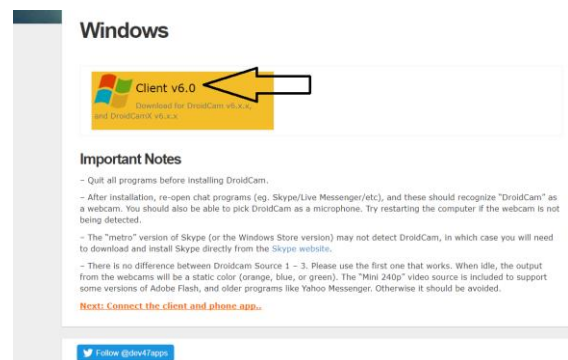 Windows
Client v6.0
Download for DroidCam v6.x.x,
and DroidCamX v6.x.x
Important Notes
– Quit all programs before installing DroidCam.
– After installation, re-open chat programs (eg. Skype/Live Messenger/etc), and these should recognize "DroidCam" as
a webcam. You should also be able to pick DroidCam as a microphone. Try restarting the computer if the webcam is not
being detected.
– The "metro" version of Skype (or the Windows Store version) may not detect DroidCam, in which case you will need
to download and install Skype directly from the Skype website.
– There is no difference between Droidcam Source 1 – 3. Please use the first one that works. When idle, the output
from the webcams will be a static color (orange, blue, or green). The "Mini 240p" video source is included to support
some versions of Adobe Flash, and older programs like Yahoo Messenger. Otherwise it should be avoided.
Next: Connect the client and phone app..
Follow @dev47apps